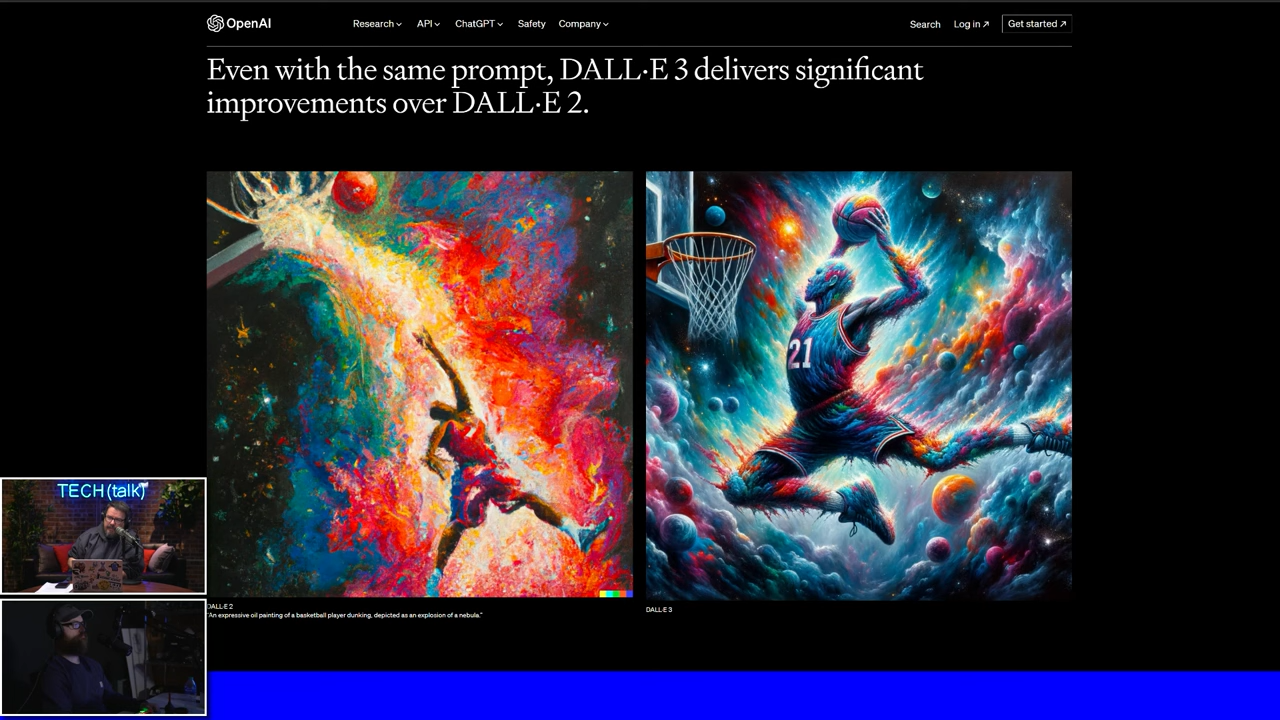 OpenAI
Research API ChatGPT Safety Company
Search Log in ↗ Get started ↗
Even with the same prompt, DALL·E 3 delivers significant
improvements over DALL·E 2.
21
TECH(talk)
DALL·E 2
“An expressive oil painting of a basketball player dunking, depicted as an explosion of a nebula.”
DALL·E 3